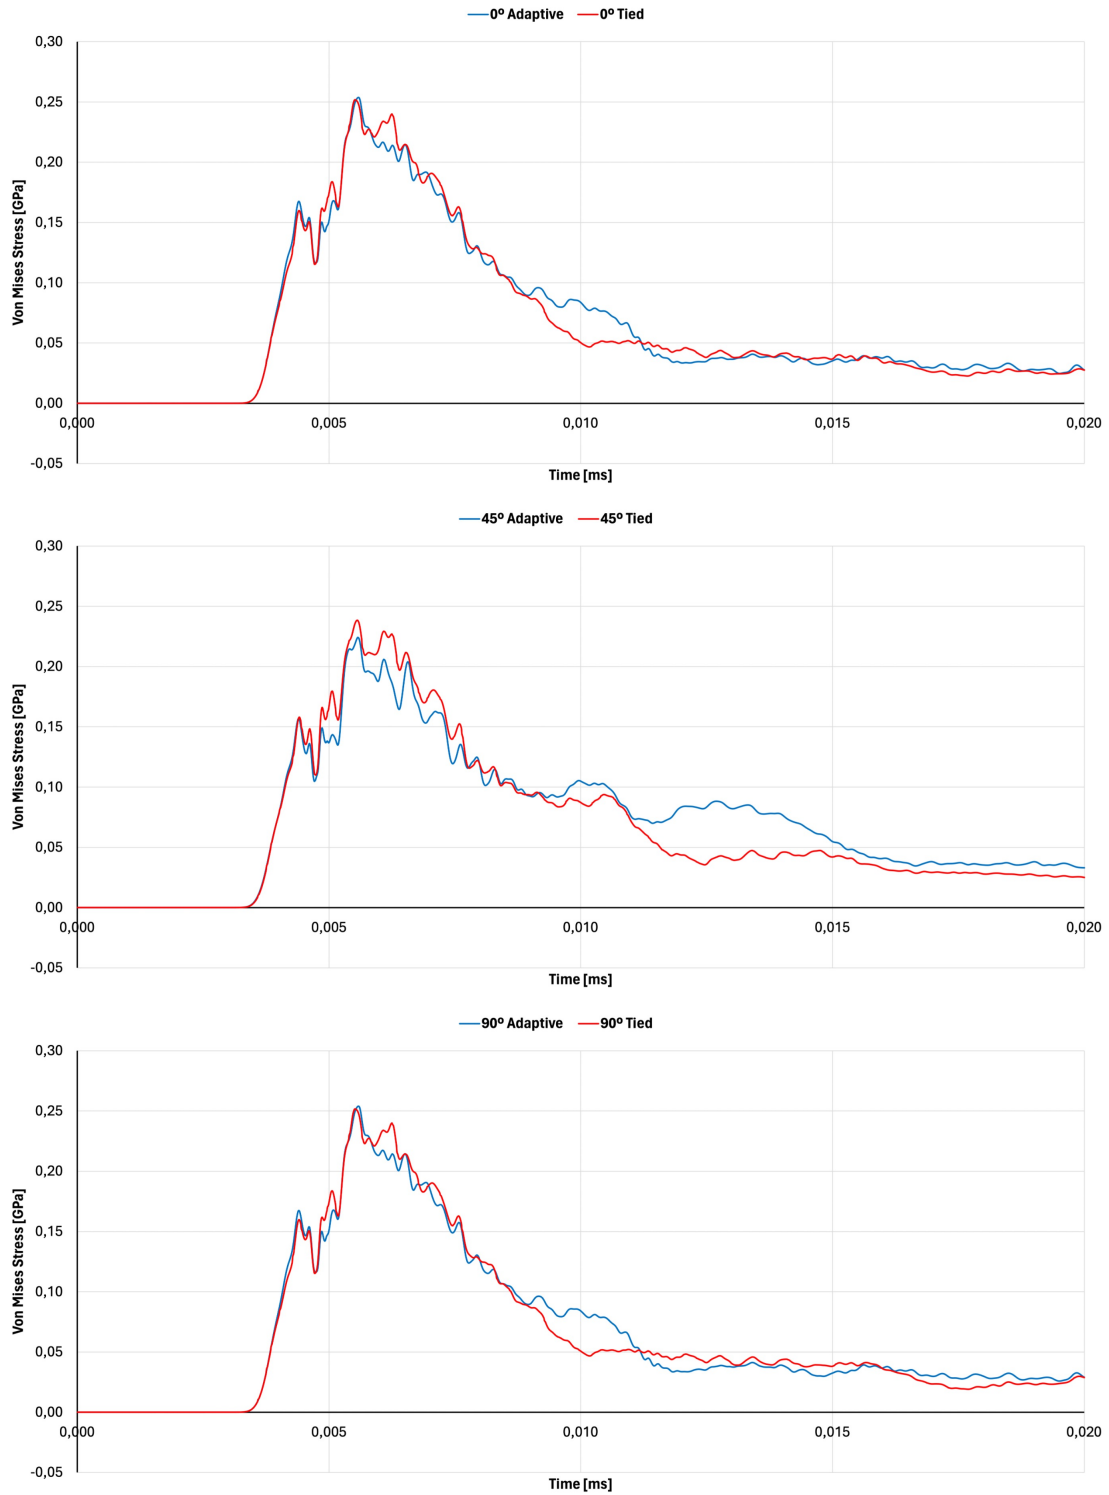 0º Adaptive 0º Tied
0,30
0,25
0,20
0,15
0,10
0,05
0,00
-0,05
Von Mises Stress [GPa]
0,000 0,005 0,010 0,015 0,020
Time [ms]
45º Adaptive 45º Tied
0,30
0,25
0,20
0,15
0,10
0,05
0,00
-0,05
Von Mises Stress [GPa]
0,000 0,005 0,010 0,015 0,020
Time [ms]
90º Adaptive 90º Tied
0,30
0,25
0,20
0,15
0,10
0,05
0,00
-0,05
Von Mises Stress [GPa]
0,000 0,005 0,010 0,015 0,020
Time [ms]